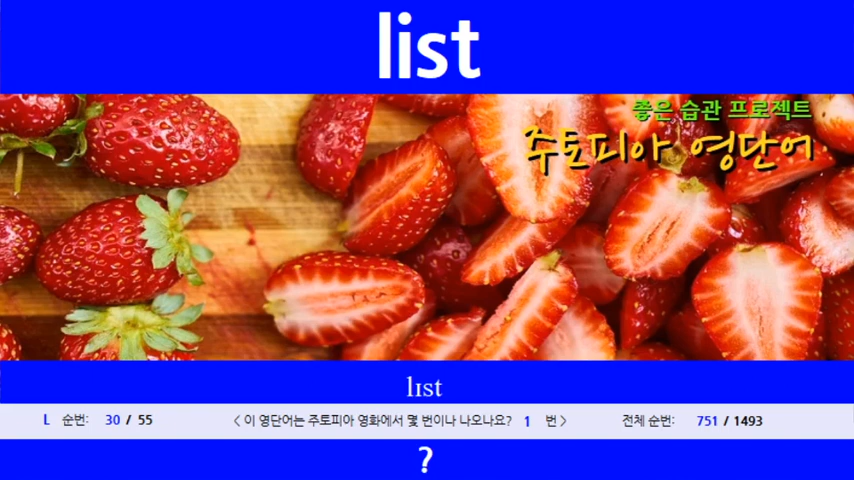 list
좋은 습관 프로젝트
주토피아 영단어
lɪst
L 순번: 30 / 55 < 이 영단어는 주토피아 영화에서 몇 번이나 나오나요? 1 번 > 전체 순번: 751 / 1493
?